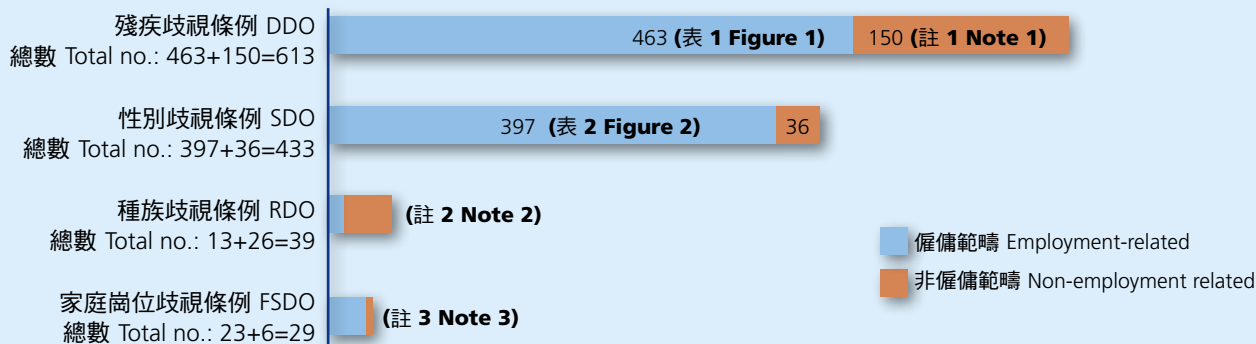 殘疾歧視條例 DDO
總數 Total no.: 463+150=613
463 (表 1 Figure 1)
150 (註 1 Note 1)
性別歧視條例 SDO
總數 Total no.: 397+36=433
397 (表 2 Figure 2)
36
種族歧視條例 RDO
總數 Total no.: 13+26=39
(註 2 Note 2)
家庭崗位歧視條例 FSDO
總數 Total no.: 23+6=29
(註 3 Note 3)
僱傭範疇 Employment-related
非僱傭範疇 Non-employment related